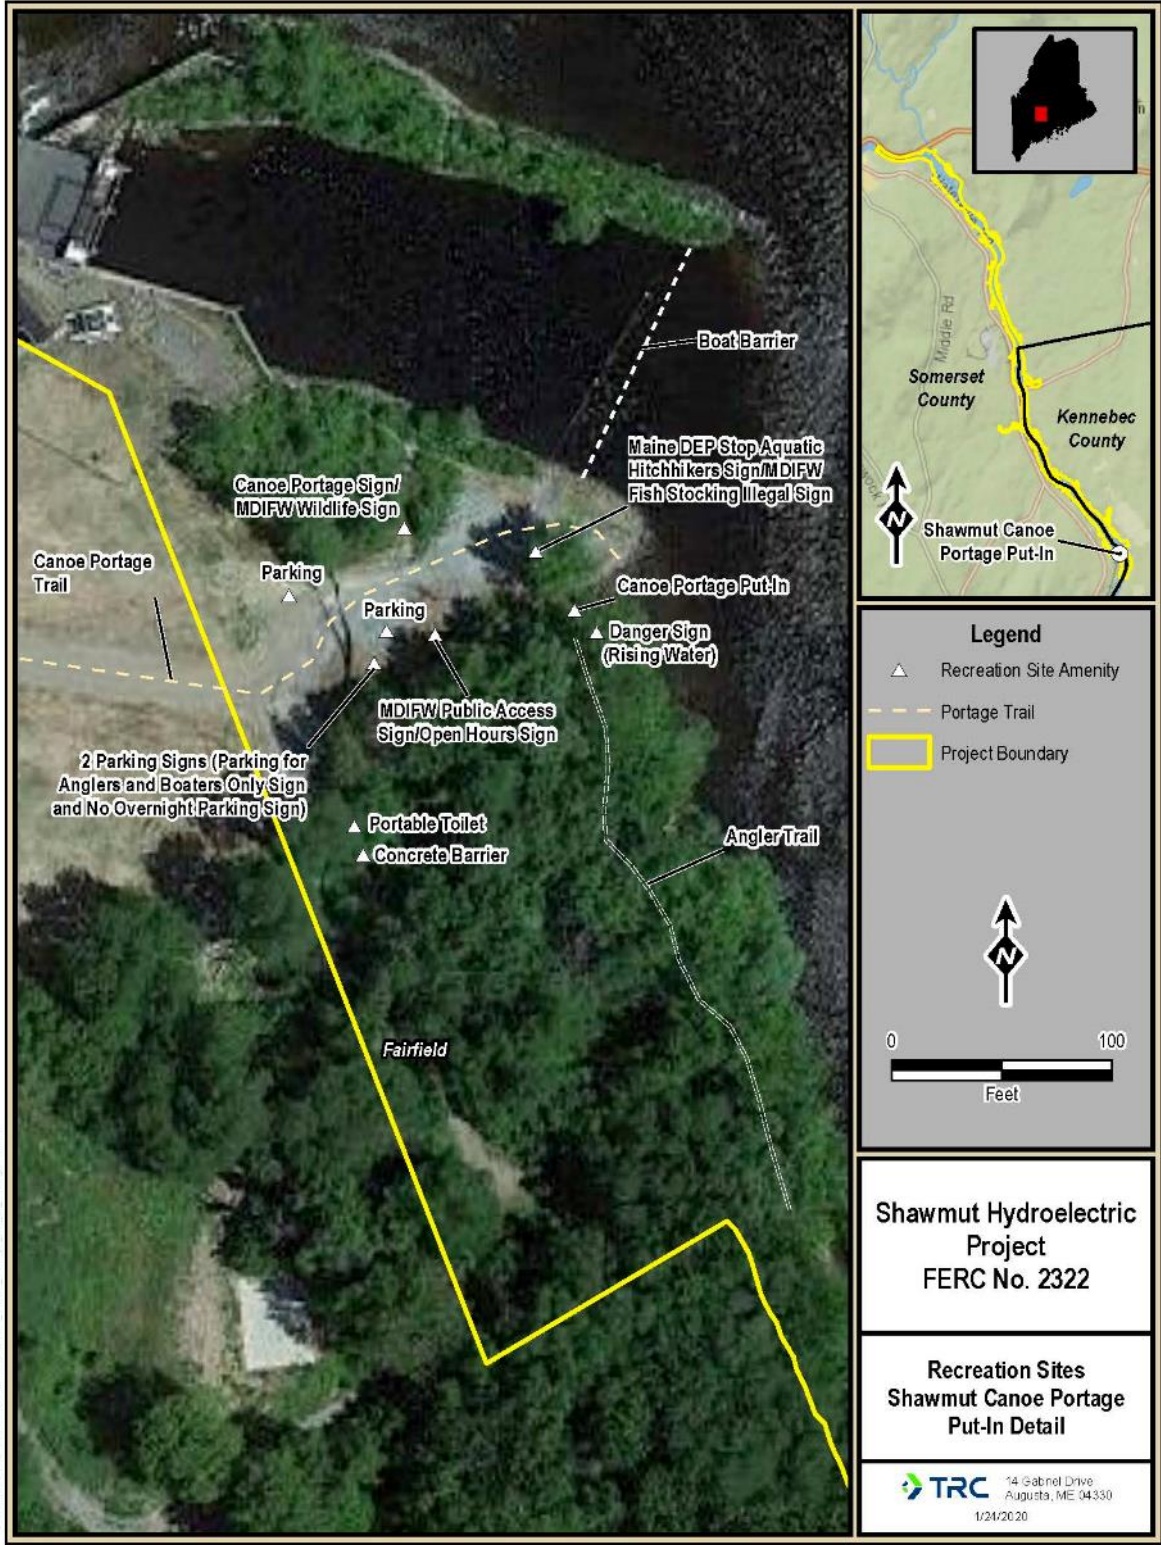 Boat Barrier
Maine DEP Stop Aquatic
Hitchhikers Sign/MDIFW
Fish Stocking Illegal Sign
Canoe Portage Sign/
MDIFW Wildlife Sign
Canoe Portage
Trail
Parking
Parking
Canoe Portage Put-In
Danger Sign
(Rising Water)
MDIFW Public Access
Sign/Open Hours Sign
2 Parking Signs (Parking for
Anglers and Boaters Only Sign
and No Overnight Parking Sign)
Portable Toilet
Concrete Barrier
Angler Trail
Fairfield
Middle Rd
Somerset
County
Kennebec
County
N
Shawmut Canoe
Portage Put-In
Legend
Recreation Site Amenity
Portage Trail
Project Boundary
N
0 100
Feet
Shawmut Hydroelectric
Project
FERC No. 2322
Recreation Sites
Shawmut Canoe Portage
Put-In Detail
TRC
14 Gabriel Drive
Augusta, ME 04330
1/24/2020